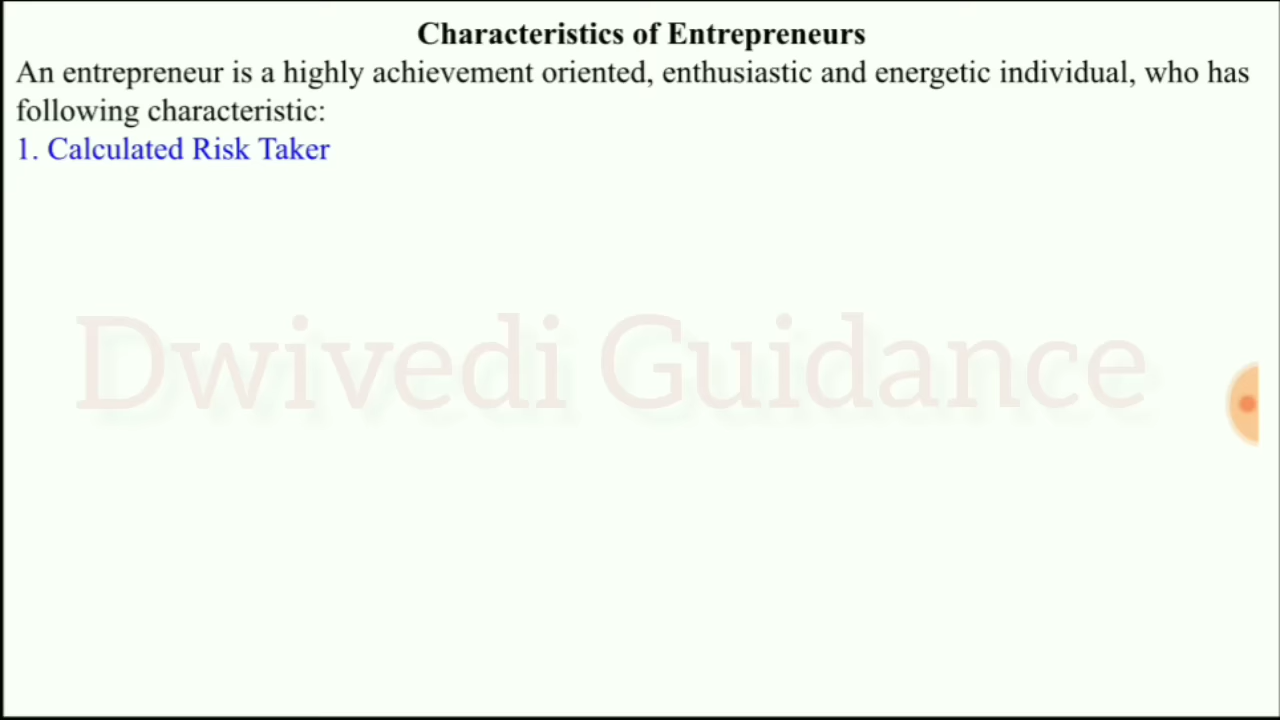 Characteristics of Entrepreneurs
An entrepreneur is a highly achievement oriented, enthusiastic and energetic individual, who has
following characteristic:
1. Calculated Risk Taker
Dwivedi Guidance